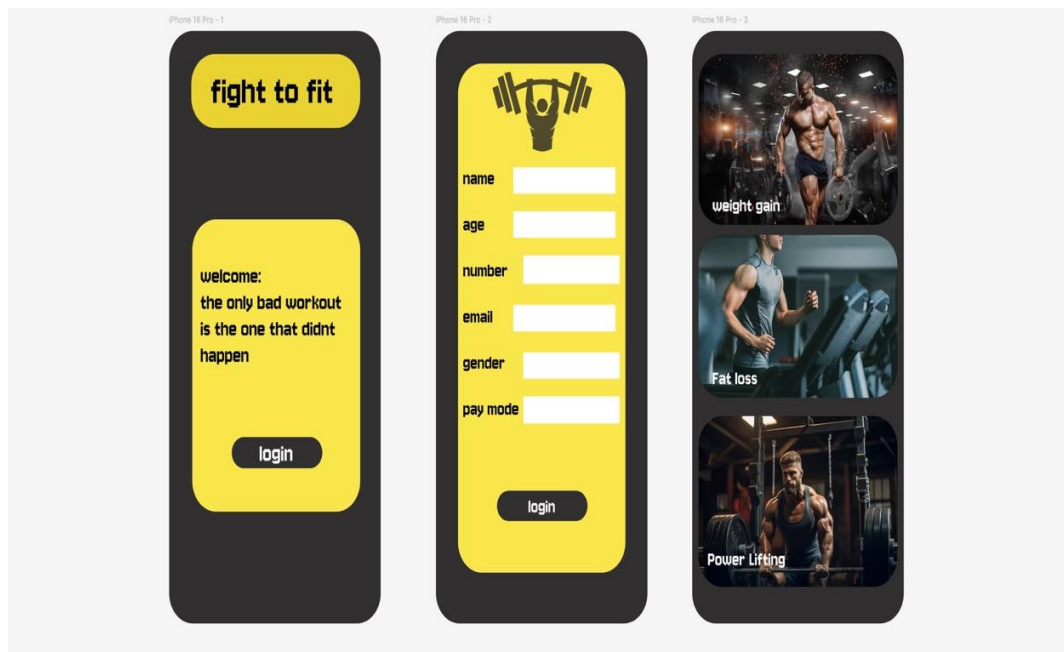 iPhone 16 Pro - 1
fight to fit
welcome:
the only bad workout
is the one that didnt
happen
login
iPhone 16 Pro - 2
name
age
number
email
gender
pay mode
login
iPhone 16 Pro - 3
weight gain
Fat loss
Power Lifting